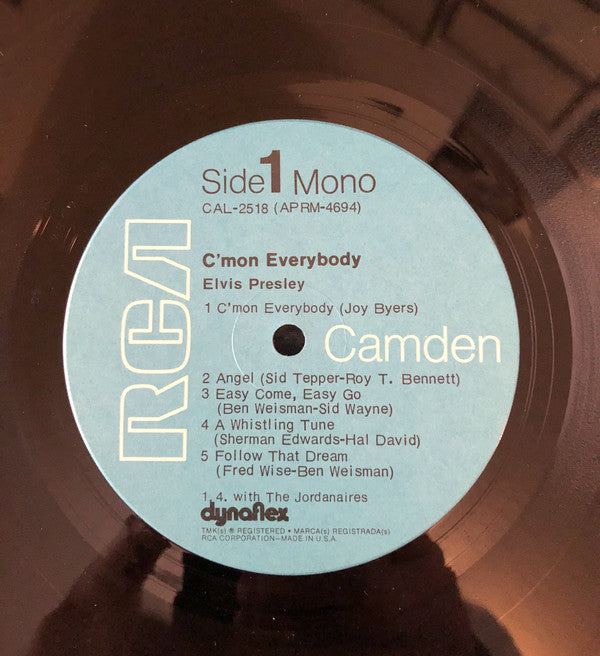 Side 1 Mono
CAL-2518 (APRM-4694)
C'mon Everybody
Elvis Presley
1 C'mon Everybody (Joy Byers)
RCA
Camden
2 Angel (Sid Tepper-Roy T. Bennett)
3 Easy Come, Easy Go
(Ben Weisman-Sid Wayne)
4 A Whistling Tune
(Sherman Edwards-Hal David)
5 Follow That Dream
(Fred Wise-Ben Weisman)
1, 4. with The Jordanaires
dynaflex
TMK(s) ® REGISTERED • MARCA(s) REGISTRADA(s)
RCA CORPORATION—MADE IN U.S.A.